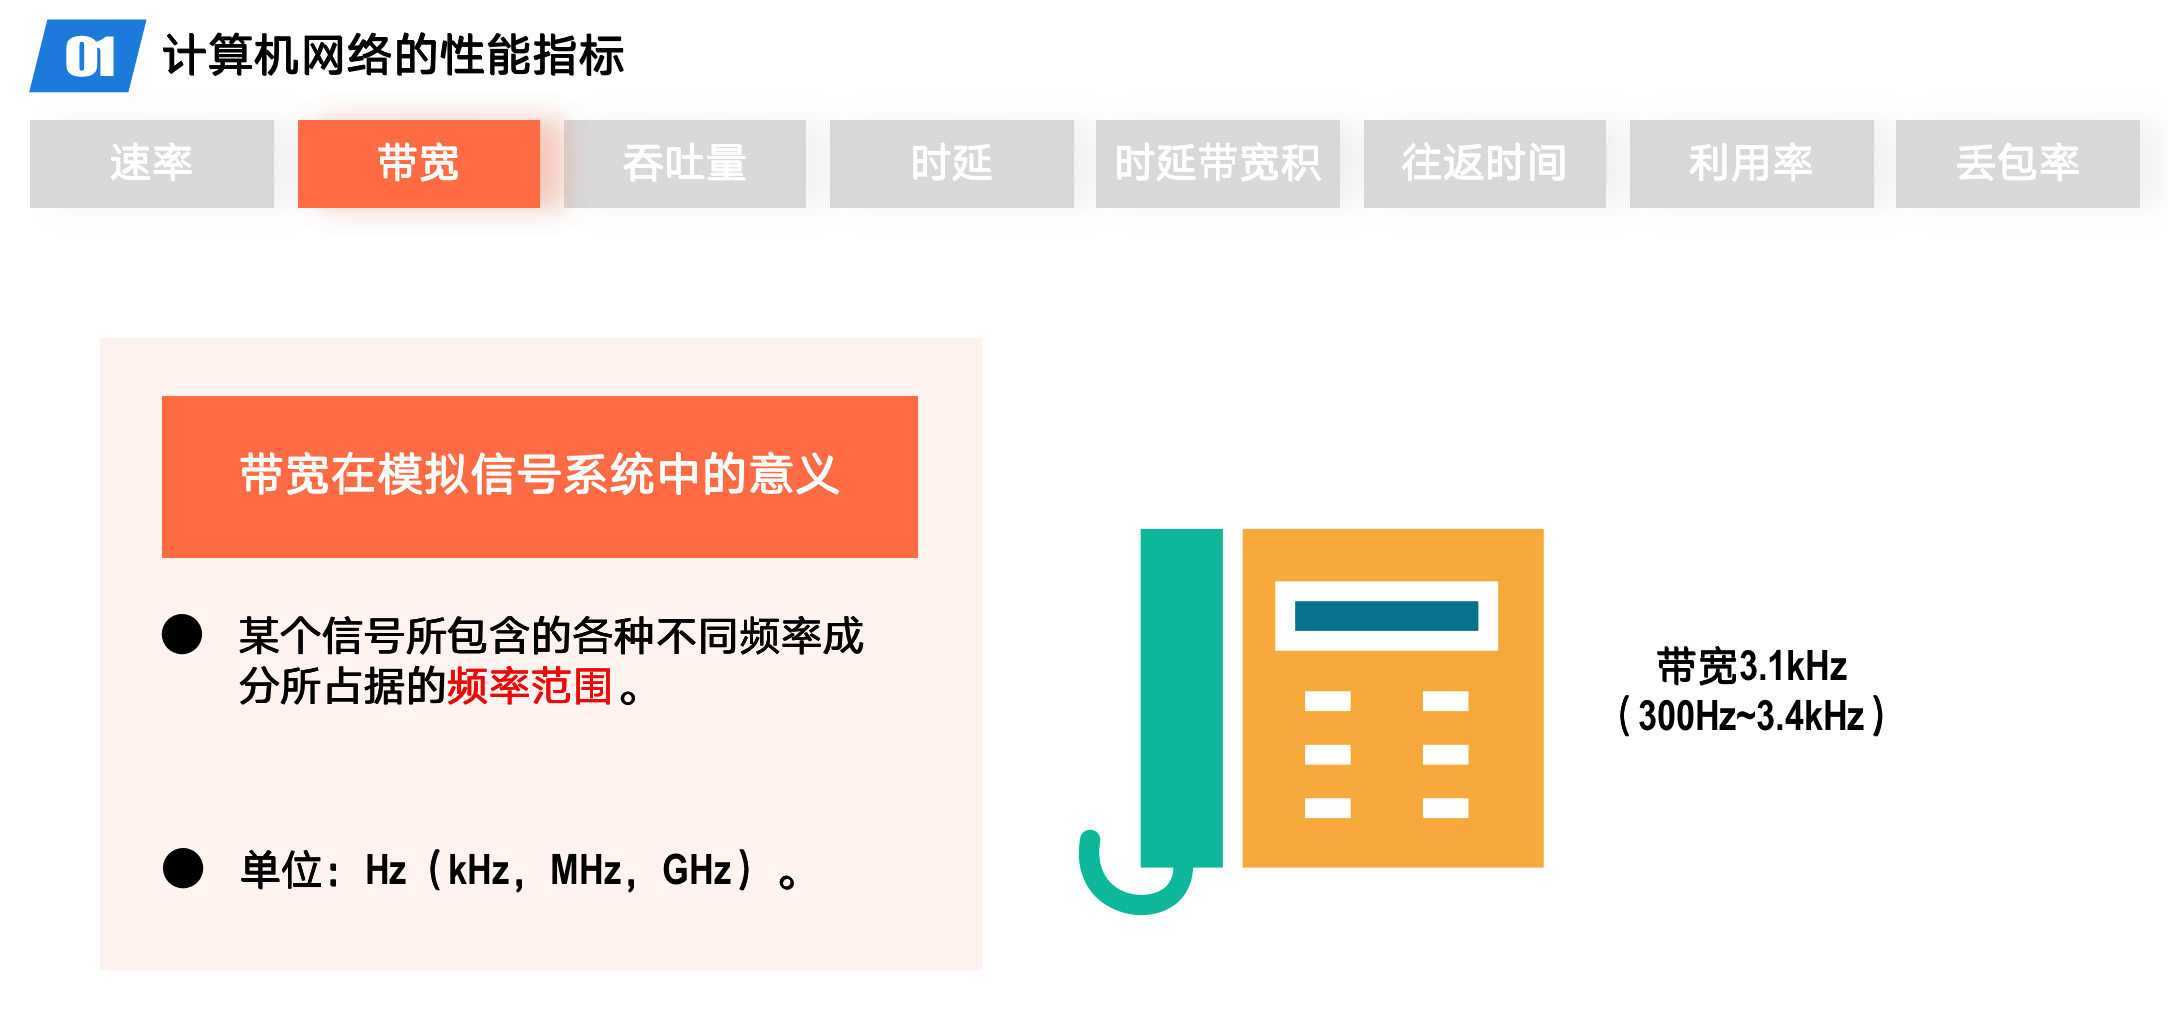 01 计算机网络的性能指标
速率 带宽 吞吐量 时延 时延带宽积 往返时间 利用率 丢包率
带宽在模拟信号系统中的意义
● 某个信号所包含的各种不同频率成
分所占据的频率范围。
● 单位：Hz（kHz，MHz，GHz）。
带宽3.1kHz
（300Hz~3.4kHz）